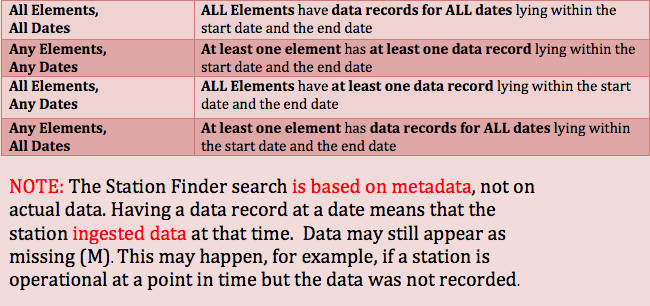 All Elements, ALL Elements have data records for ALL dates lying within the
All Dates start date and the end date
Any Elements, At least one element has at least one data record lying within the
Any Dates start date and the end date
All Elements, ALL Elements have at least one data record lying within the start
Any Dates date and the end date
Any Elements, At least one element has data records for ALL dates lying within
All Dates the start date and the end date
NOTE: The Station Finder search is based on metadata, not on
actual data. Having a data record at a date means that the
station ingested data at that time. Data may still appear as
missing (M). This may happen, for example, if a station is
operational at a point in time but the data was not recorded.